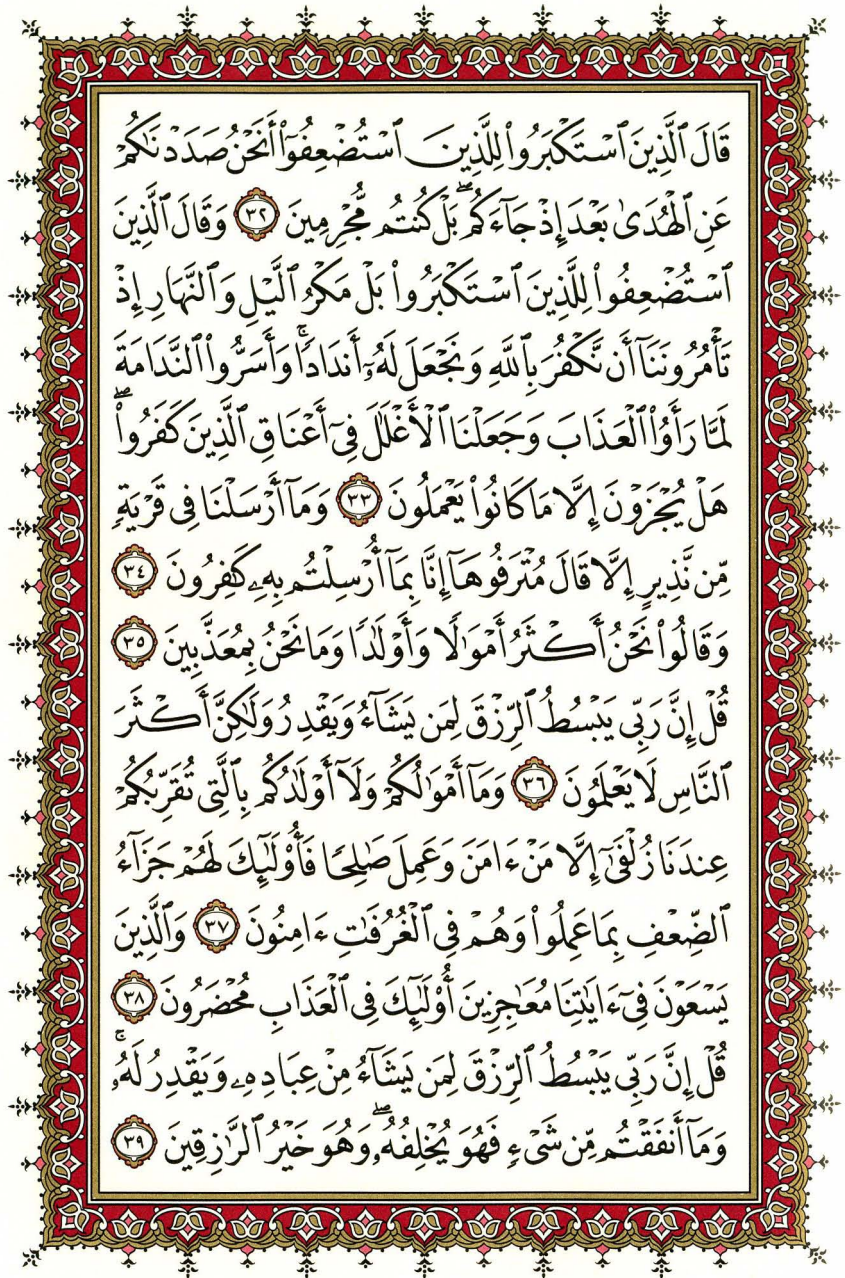 قَالَ ٱلَّذِينَ ٱسْتَكْبَرُوا۟ لِلَّذِينَ ٱسْتُضْعِفُوٓا۟ أَنَحْنُ صَدَدْنَٰكُمْ
عَنِ ٱلْهُدَىٰ بَعْدَ إِذْ جَآءَكُم ۖ بَلْ كُنتُم مُّجْرِمِينَ ٣٢ وَقَالَ ٱلَّذِينَ
ٱسْتُضْعِفُوا۟ لِلَّذِينَ ٱسْتَكْبَرُوا۟ بَلْ مَكْرُ ٱلَّيْلِ وَٱلنَّهَارِ إِذْ
تَأْمُرُونَنَآ أَن نَّكْفُرَ بِٱللَّهِ وَنَجْعَلَ لَهُۥٓ أَندَادًا ۚ وَأَسَرُّوا۟ ٱلنَّدَامَةَ
لَمَّا رَأَوُا۟ ٱلْعَذَابَ وَجَعَلْنَا ٱلْأَغْلَٰلَ فِىٓ أَعْنَاقِ ٱلَّذِينَ كَفَرُوا۟ ۖ
هَلْ يُجْزَوْنَ إِلَّا مَا كَانُوا۟ يَعْمَلُونَ ٣٣ وَمَآ أَرْسَلْنَا فِى قَرْيَةٍ
مِّن نَّذِيرٍ إِلَّا قَالَ مُتْرَفُوهَآ إِنَّا بِمَآ أُرْسِلْتُم بِهِۦ كَٰفِرُونَ ٣٤
وَقَالُوا۟ نَحْنُ أَكْثَرُ أَمْوَٰلًا وَأَوْلَٰدًا وَمَا نَحْنُ بِمُعَذَّبِينَ ٣٥
قُلْ إِنَّ رَبِّى يَبْسُطُ ٱلرِّزْقَ لِمَن يَشَآءُ وَيَقْدِرُ وَلَٰكِنَّ أَكْثَرَ
ٱلنَّاسِ لَا يَعْلَمُونَ ٣٦ وَمَآ أَمْوَٰلُكُمْ وَلَآ أَوْلَٰدُكُم بِٱلَّتِى تُقَرِّبُكُمْ
عِندَنَا زُلْفَىٰٓ إِلَّا مَنْ ءَامَنَ وَعَمِلَ صَٰلِحًا فَأُو۟لَٰٓئِكَ لَهُمْ جَزَآءُ
ٱلضِّعْفِ بِمَا عَمِلُوا۟ وَهُمْ فِى ٱلْغُرُفَٰتِ ءَامِنُونَ ٣٧ وَٱلَّذِينَ
يَسْعَوْنَ فِىٓ ءَايَٰتِنَا مُعَٰجِزِينَ أُو۟لَٰٓئِكَ فِى ٱلْعَذَابِ مُحْضَرُونَ ٣٨
قُلْ إِنَّ رَبِّى يَبْسُطُ ٱلرِّزْقَ لِمَن يَشَآءُ مِنْ عِبَادِهِۦ وَيَقْدِرُ لَهُۥ ۚ
وَمَآ أَنفَقْتُم مِّن شَىْءٍ فَهُوَ يُخْلِفُهُۥ ۖ وَهُوَ خَيْرُ ٱلرَّٰزِقِينَ ٣٩